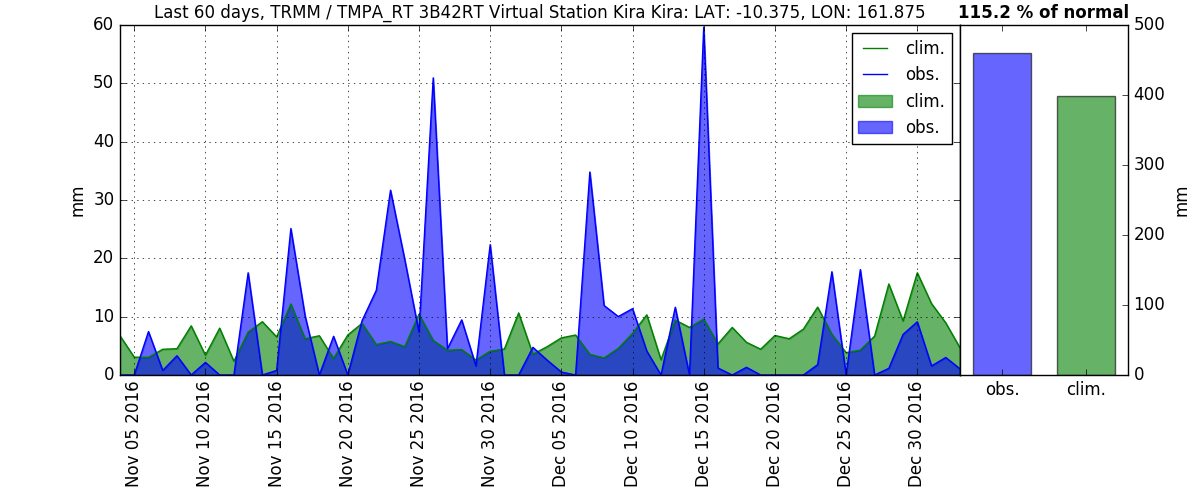 Last 60 days, TRMM / TMPA_RT 3B42RT Virtual Station Kira Kira: LAT: -10.375, LON: 161.875
115.2 % of normal
60
50
40
30
20
10
0
mm
clim.
obs.
clim.
obs.
500
400
300
200
100
0
mm
obs.
clim.
Nov 05 2016
Nov 10 2016
Nov 15 2016
Nov 20 2016
Nov 25 2016
Nov 30 2016
Dec 05 2016
Dec 10 2016
Dec 15 2016
Dec 20 2016
Dec 25 2016
Dec 30 2016